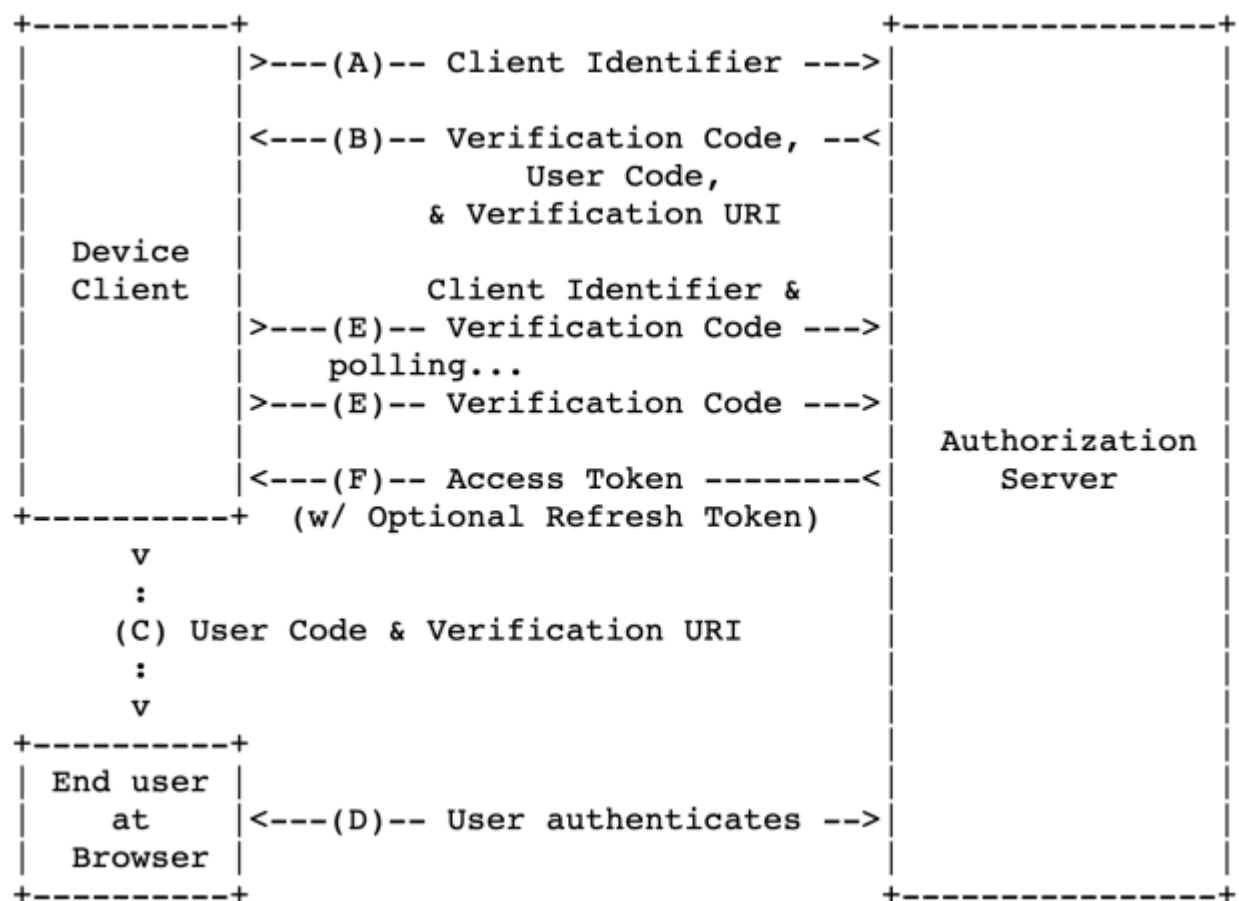 +----------+                                +----------------+
|          |>---(A)-- Client Identifier --->|                |
|          |                                |                |
|          |<---(B)-- Verification Code, --<|                |
|          |              User Code,        |                |
|          |         & Verification URI     |                |
|  Device  |                                |                |
|  Client  |         Client Identifier &    |                |
|          |>---(E)-- Verification Code --->|                |
|          |    polling...                  |                |
|          |>---(E)-- Verification Code --->|                |
|          |                                |  Authorization |
|          |<---(F)-- Access Token --------<|     Server     |
+----------+  (w/ Optional Refresh Token)   |                |
      v                                     |                |
      :                                     |                |
     (C) User Code & Verification URI       |                |
      :                                     |                |
      v                                     |                |
+----------+                                |                |
| End user |                                |                |
|    at    |<---(D)-- User authenticates -->|                |
|  Browser |                                |                |
+----------+                                +----------------+